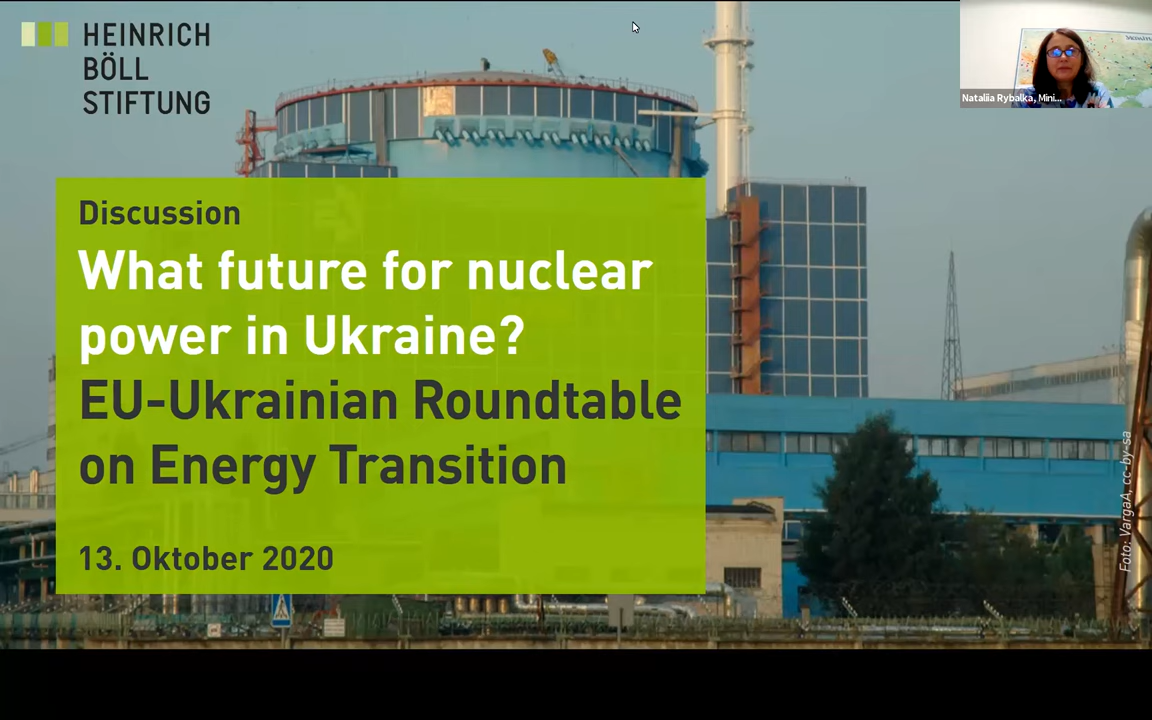 HEINRICH
BÖLL
STIFTUNG
Nataliia Rybalka, Mini...
Discussion
What future for nuclear
power in Ukraine?
EU-Ukrainian Roundtable
on Energy Transition
13. Oktober 2020
Foto: VargaA, cc-by-sa